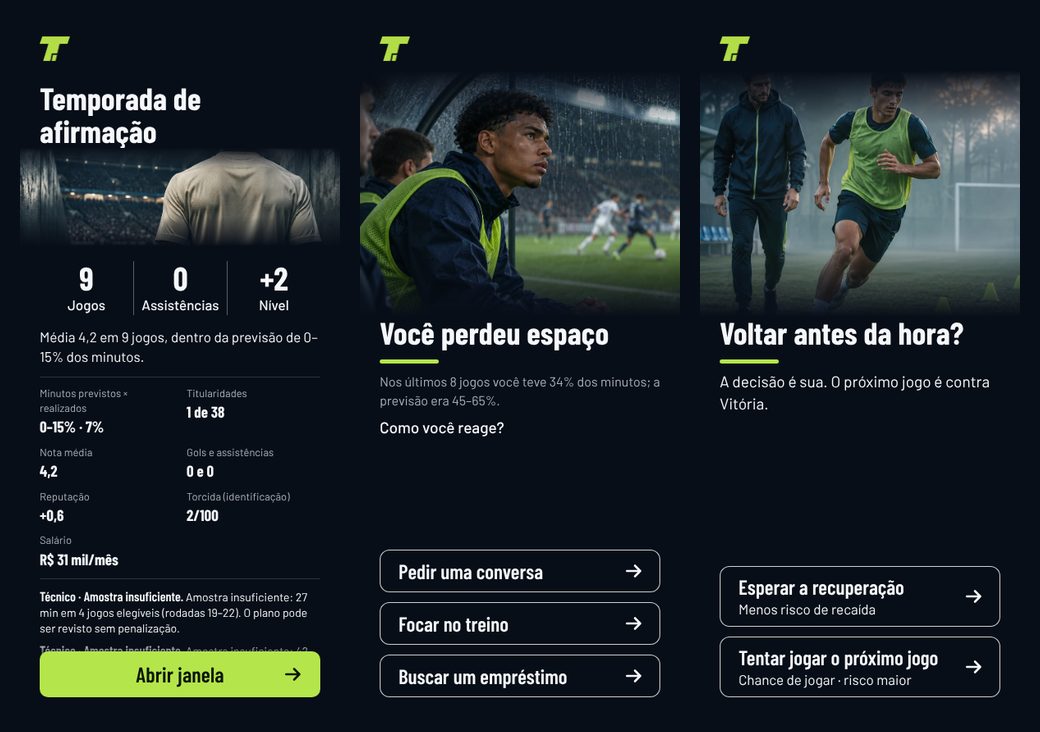 T.
Temporada de
afirmação
9
Jogos
0
Assistências
+2
Nível
Média 4,2 em 9 jogos, dentro da previsão de 0–
15% dos minutos.
Minutos previstos ×
realizados
0–15% · 7%
Titularidades
1 de 38
Nota média
4,2
Gols e assistências
0 e 0
Reputação
+0,6
Torcida (identificação)
2/100
Salário
R$ 31 mil/mês
Técnico · Amostra insuficiente. Amostra insuficiente: 27
min em 4 jogos elegíveis (rodadas 19–22). O plano pode
ser revisto sem penalização.
Técnico · Amostra insuficiente. Amostra insuficiente: 42
Abrir janela
T.
Você perdeu espaço
Nos últimos 8 jogos você teve 34% dos minutos; a
previsão era 45–65%.
Como você reage?
Pedir uma conversa
Focar no treino
Buscar um empréstimo
T.
Voltar antes da hora?
A decisão é sua. O próximo jogo é contra
Vitória.
Esperar a recuperação
Menos risco de recaída
Tentar jogar o próximo jogo
Chance de jogar · risco maior